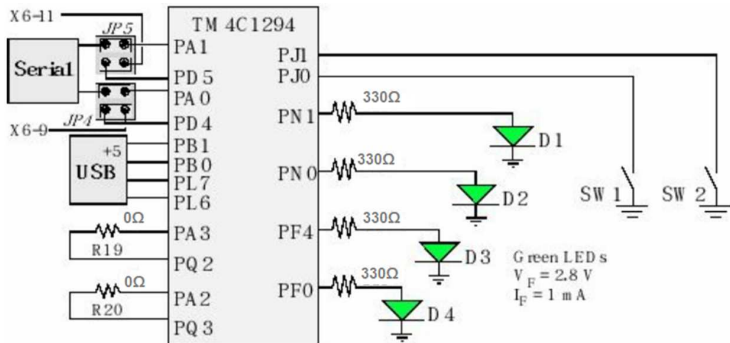 X6-11
JP5
TM4C1294
PA1
PJ1
Serial
PD5
PJ0
PA0
330Ω
PN1
D1
JP4
PD4
X6-9
+5
PB1
330Ω
USB
PB0
PN0
PL7
D2
SW1
SW2
PL6
0Ω
330Ω
PA3
PF4
R19
D3
Green LEDs
PQ2
V_F = 2.8 V
0Ω
330Ω
I_F = 1 mA
PA2
PF0
R20
D4
PQ3